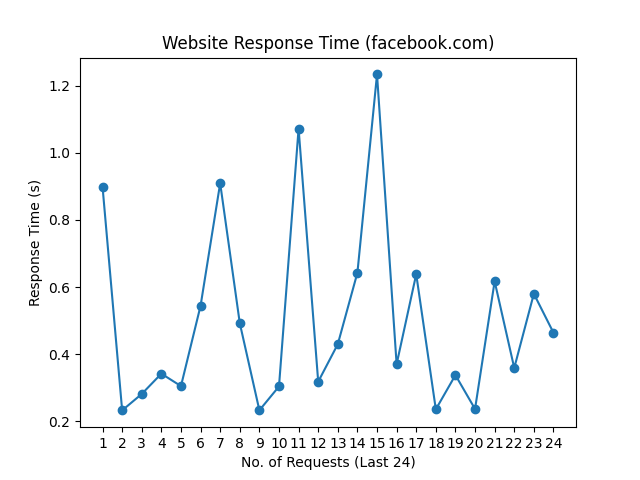 Website Response Time (facebook.com)
Response Time (s)
1.2
1.0
0.8
0.6
0.4
0.2
1 2 3 4 5 6 7 8 9 10 11 12 13 14 15 16 17 18 19 20 21 22 23 24
No. of Requests (Last 24)